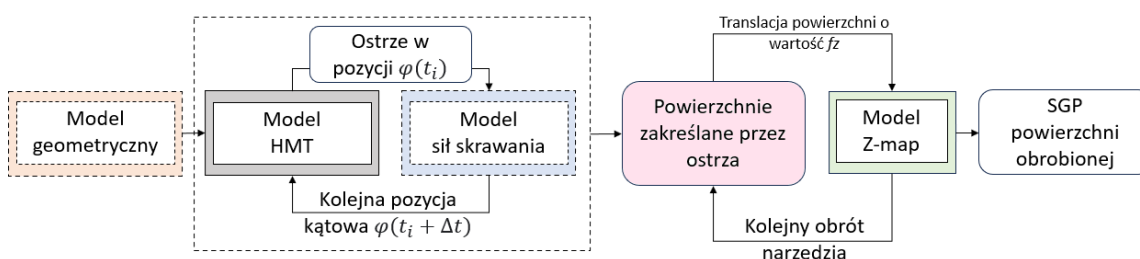 Model
geometryczny
Model
HMT
Ostrze w
pozycji φ(tᵢ)
Model
sił skrawania
Kolejna pozycja
kątowa φ(tᵢ + Δt)
Powierzchnie
zakreślane przez
ostrza
Translacja powierzchni o
wartość fz
Model
Z-map
Kolejny obrót
narzedzia
SGP
powierzchni
obrobionej